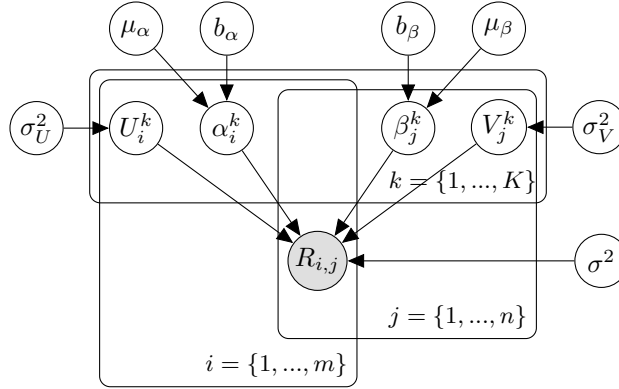 μ_α b_α b_β μ_β
σ_U^2 U_i^k α_i^k β_j^k V_j^k σ_V^2
k = {1, ..., K}
R_{i,j} σ^2
j = {1, ..., n}
i = {1, ..., m}